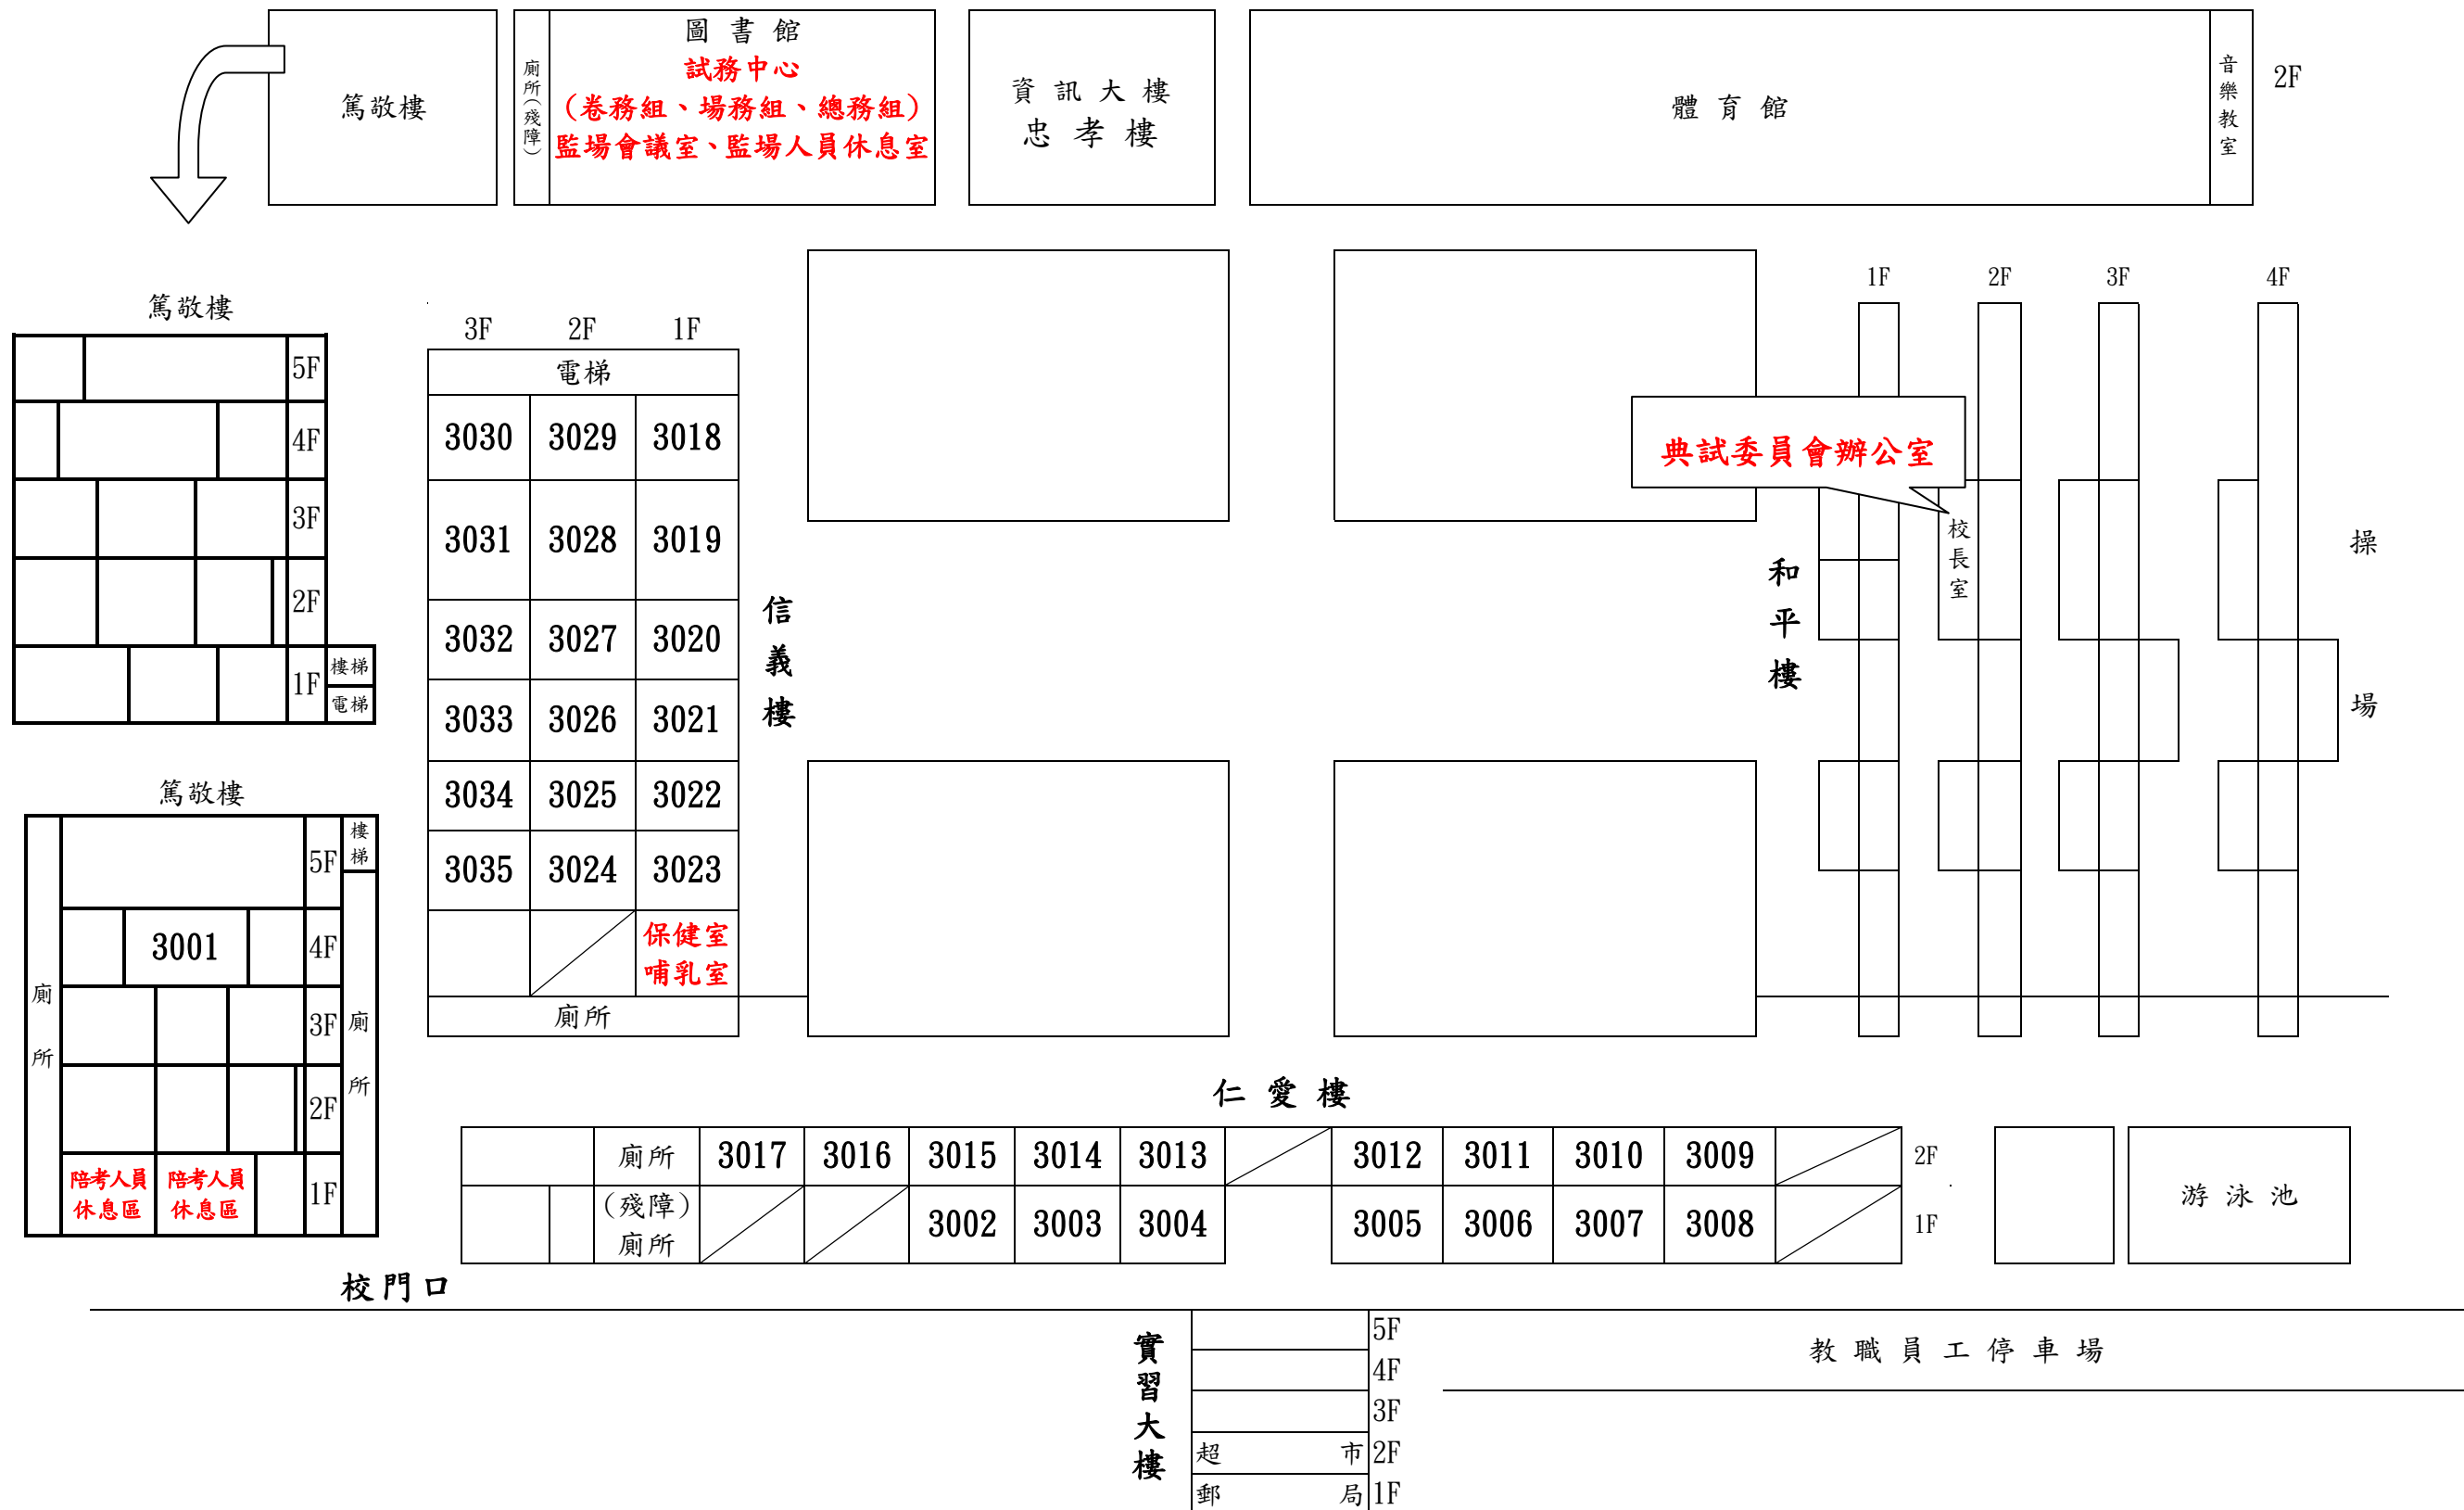 篤敬樓
廁所(殘障)
圖書館
試務中心
(卷務組、場務組、總務組)
監場會議室、監場人員休息室
資訊大樓
忠孝樓
體育館
音樂教室
2F
篤敬樓
5F
4F
3F
2F
1F
樓梯
電梯
篤敬樓
廁所
5F
樓梯
3001
4F
3F
廁所
2F
陪考人員
休息區
陪考人員
休息區
1F
3F 2F 1F
電梯
3030 3029 3018
3031 3028 3019
3032 3027 3020
3033 3026 3021
3034 3025 3022
3035 3024 3023
保健室
哺乳室
廁所
信義樓
1F 2F 3F 4F
典試委員會辦公室
校長室
和平樓
操場
仁愛樓
廁所 3017 3016 3015 3014 3013 3012 3011 3010 3009 2F
(殘障)
廁所
3002 3003 3004 3005 3006 3007 3008 1F
游泳池
校門口
實習大樓
5F
4F
3F
超市 2F
郵局 1F
教職員工停車場